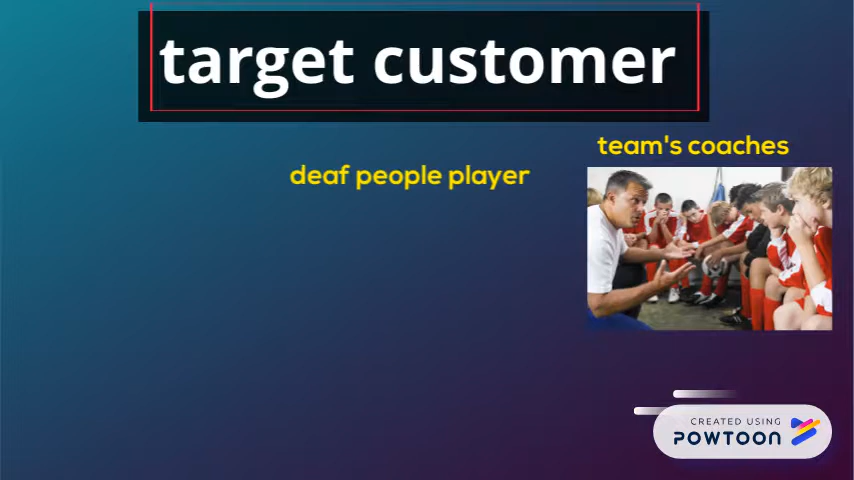 target customer
team's coaches
deaf people player
CREATED USING
POWTOON